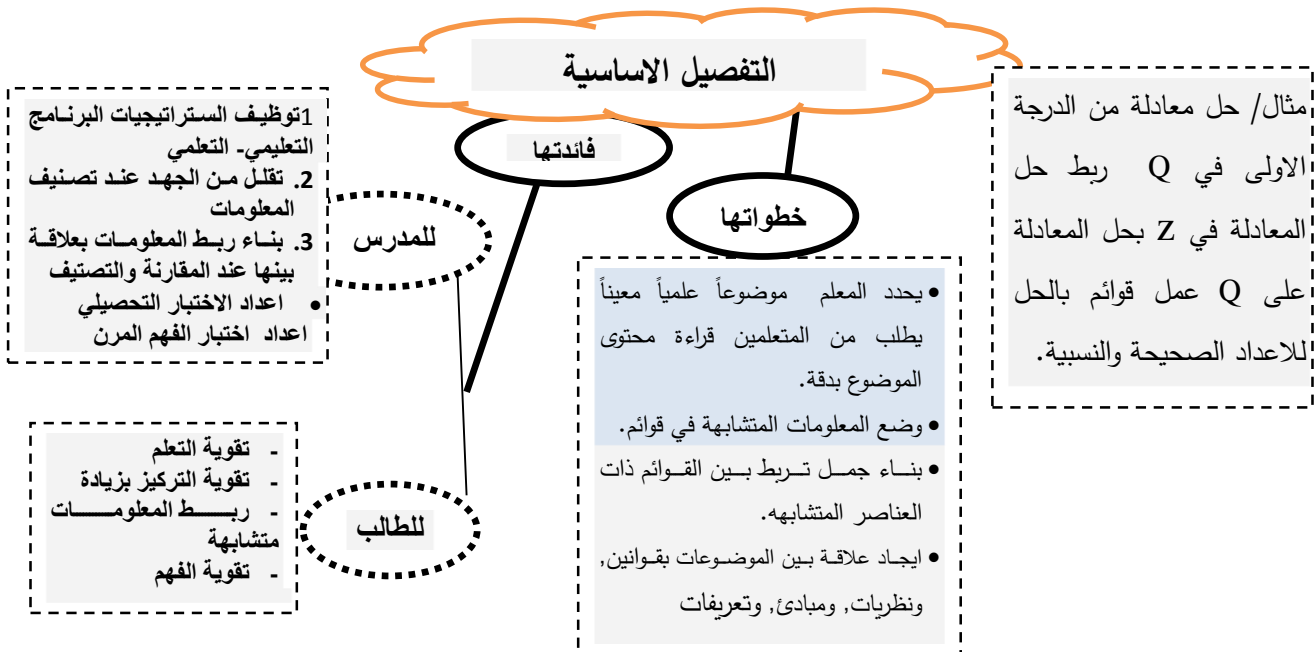 التفصيل الاساسية
مثال/ حل معادلة من الدرجة
الاولى في Q ربط حل
المعادلة في Z بحل المعادلة
على Q عمل قوائم بالحل
للاعداد الصحيحة والنسبية.
خطواتها
• يحدد المعلم موضوعاً علمياً معيناً
يطلب من المتعلمين قراءة محتوى
الموضوع بدقة.
• وضع المعلومات المتشابهة في قوائم.
• بناء جمل تربط بين القوائم ذات
العناصر المتشابهه.
• ايجاد علاقة بين الموضوعات بقوانين,
ونظريات, ومبادئ, وتعريفات
فائدتها
للمدرس
1توظيف الستراتيجيات البرنامج
التعليمي- التعلمي
2. تقلل من الجهد عند تصنيف
المعلومات
3. بناء ربط المعلومات بعلاقة
بينها عند المقارنة والتصتيف
• اعداد الاختبار التحصيلي
اعداد اختبار الفهم المرن
للطالب
- تقوية التعلم
- تقوية التركيز بزيادة
- ربط المعلومات
متشابهة
- تقوية الفهم